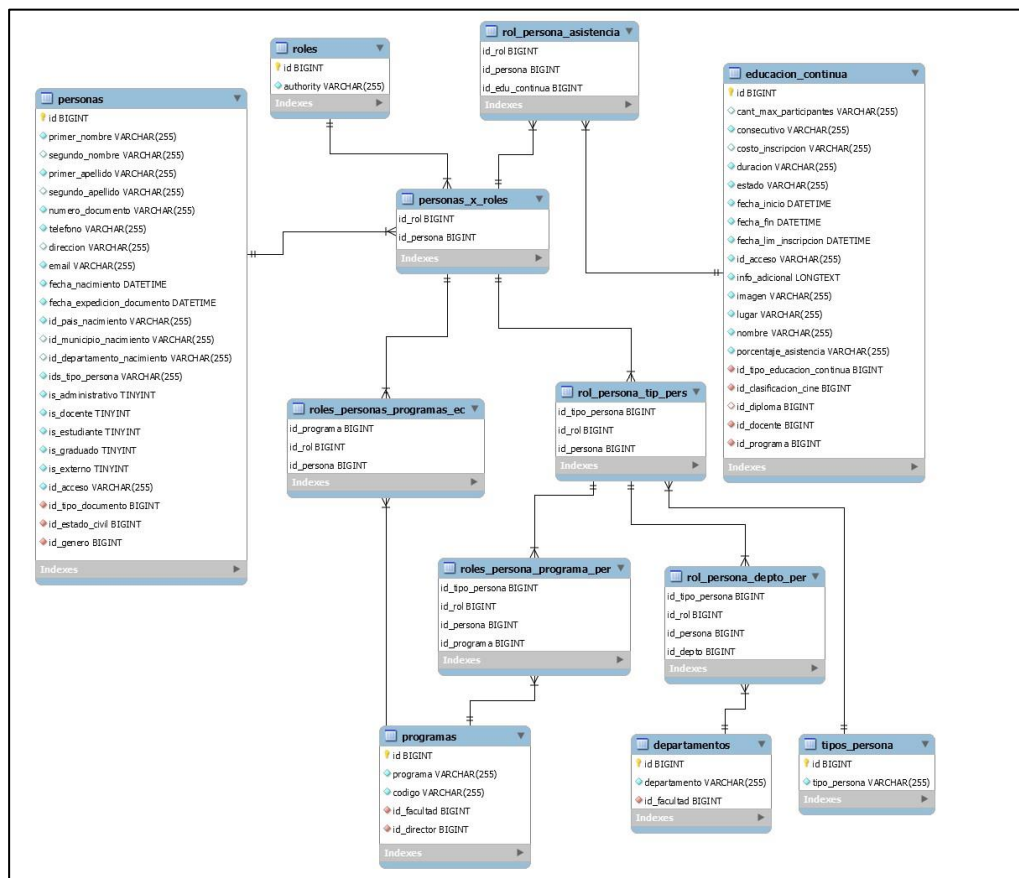 personas
id BIGINT
primer_nombre VARCHAR(255)
segundo_nombre VARCHAR(255)
primer_apellido VARCHAR(255)
segundo_apellido VARCHAR(255)
numero_documento VARCHAR(255)
telefono VARCHAR(255)
direccion VARCHAR(255)
email VARCHAR(255)
fecha_nacimiento DATETIME
fecha_expedicion_documento DATETIME
id_pais_nacimiento VARCHAR(255)
id_municipio_nacimiento VARCHAR(255)
id_departamento_nacimiento VARCHAR(255)
ids_tipo_persona VARCHAR(255)
is_administrativo TINYINT
is_docente TINYINT
is_estudiante TINYINT
is_graduado TINYINT
is_externo TINYINT
id_acceso VARCHAR(255)
id_tipo_documento BIGINT
id_estado_civil BIGINT
id_genero BIGINT
Indexes
roles
id BIGINT
authority VARCHAR(255)
Indexes
rol_persona_asistencia
id_rol BIGINT
id_persona BIGINT
id_edu_continua BIGINT
Indexes
educacion_continua
id BIGINT
cant_max_participantes VARCHAR(255)
consecutivo VARCHAR(255)
costo_inscripcion VARCHAR(255)
duracion VARCHAR(255)
estado VARCHAR(255)
fecha_inicio DATETIME
fecha_fin DATETIME
fecha_lim_inscripcion DATETIME
id_acceso VARCHAR(255)
info_adicional LONGTEXT
imagen VARCHAR(255)
lugar VARCHAR(255)
nombre VARCHAR(255)
porcentaje_asistencia VARCHAR(255)
id_tipo_educacion_continua BIGINT
id_clasificacion_cine BIGINT
id_diploma BIGINT
id_docente BIGINT
id_programa BIGINT
Indexes
personas_x_roles
id_rol BIGINT
id_persona BIGINT
Indexes
roles_personas_programas_ec
id_programa BIGINT
id_rol BIGINT
id_persona BIGINT
Indexes
rol_persona_tip_pers
id_tipo_persona BIGINT
id_rol BIGINT
id_persona BIGINT
Indexes
roles_persona_programa_per
id_tipo_persona BIGINT
id_rol BIGINT
id_persona BIGINT
id_programa BIGINT
Indexes
rol_persona_depto_per
id_tipo_persona BIGINT
id_rol BIGINT
id_persona BIGINT
id_depto BIGINT
Indexes
programas
id BIGINT
programa VARCHAR(255)
codigo VARCHAR(255)
id_facultad BIGINT
id_director BIGINT
Indexes
departamentos
id BIGINT
departamento VARCHAR(255)
id_facultad BIGINT
Indexes
tipos_persona
id BIGINT
tipo_persona VARCHAR(255)
Indexes